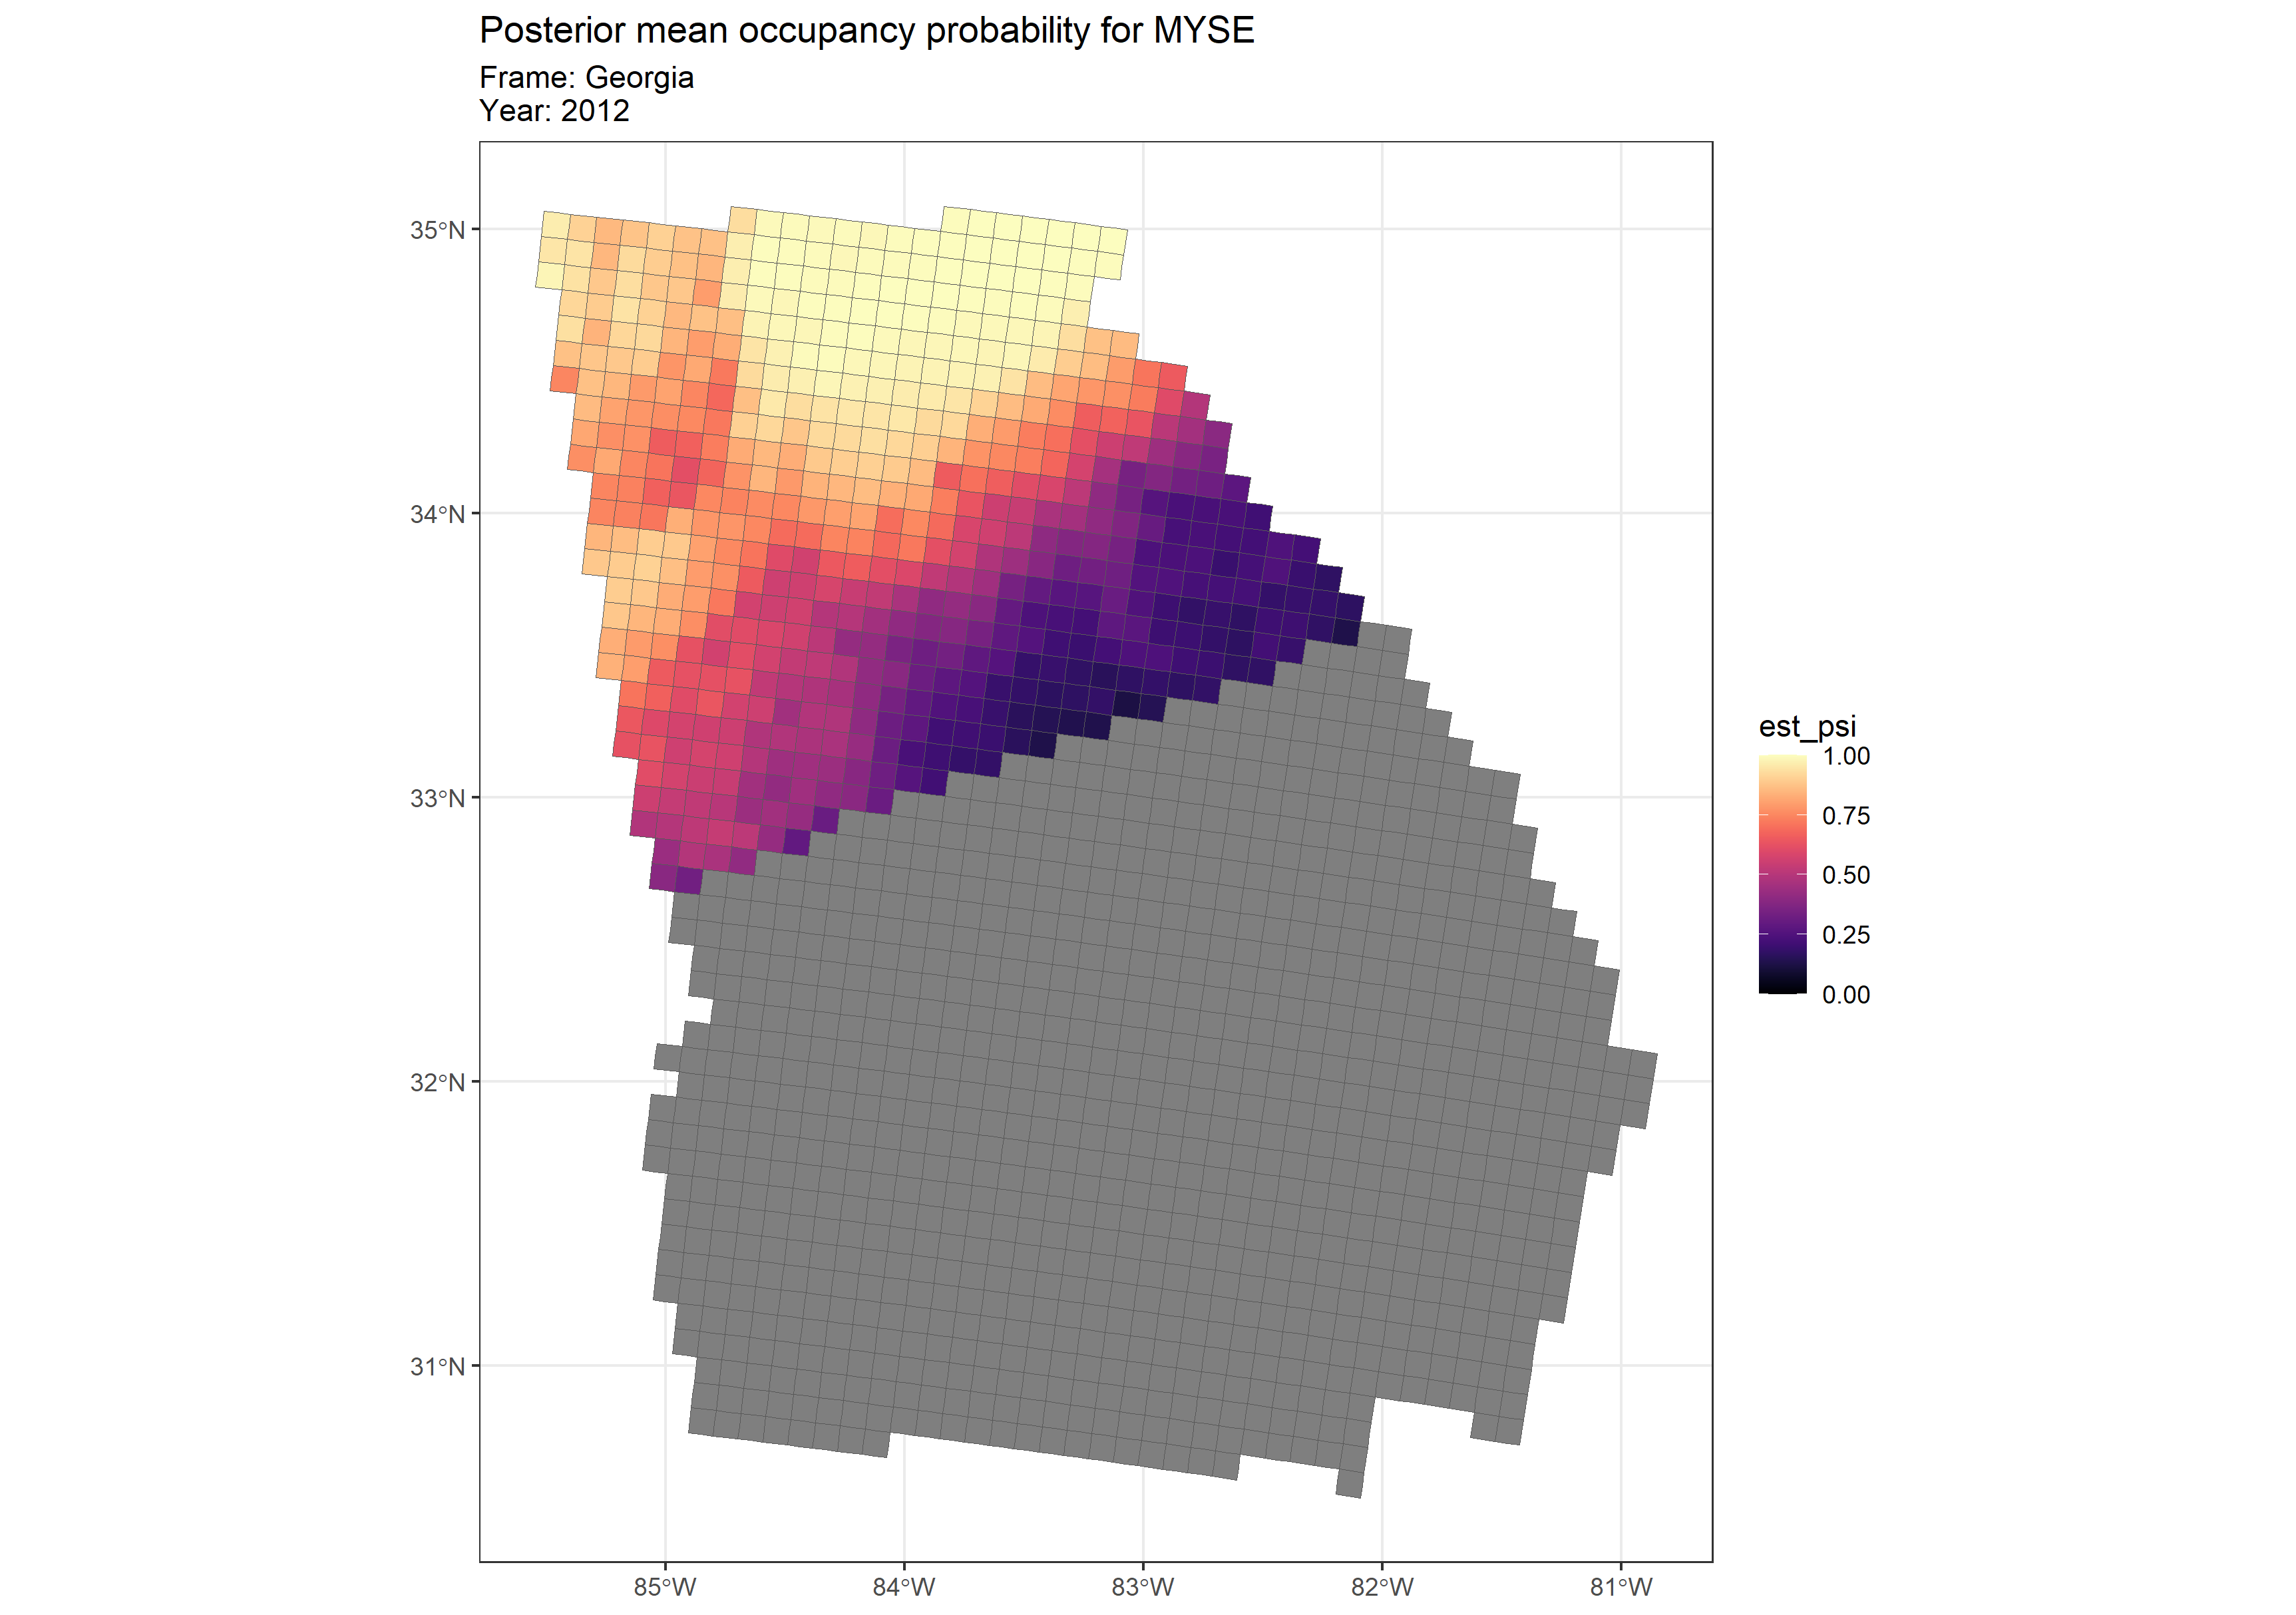 Posterior mean occupancy probability for MYSE
Frame: Georgia
Year: 2012
35°N
34°N
33°N
32°N
31°N
85°W
84°W
83°W
82°W
81°W
est_psi
1.00
0.75
0.50
0.25
0.00